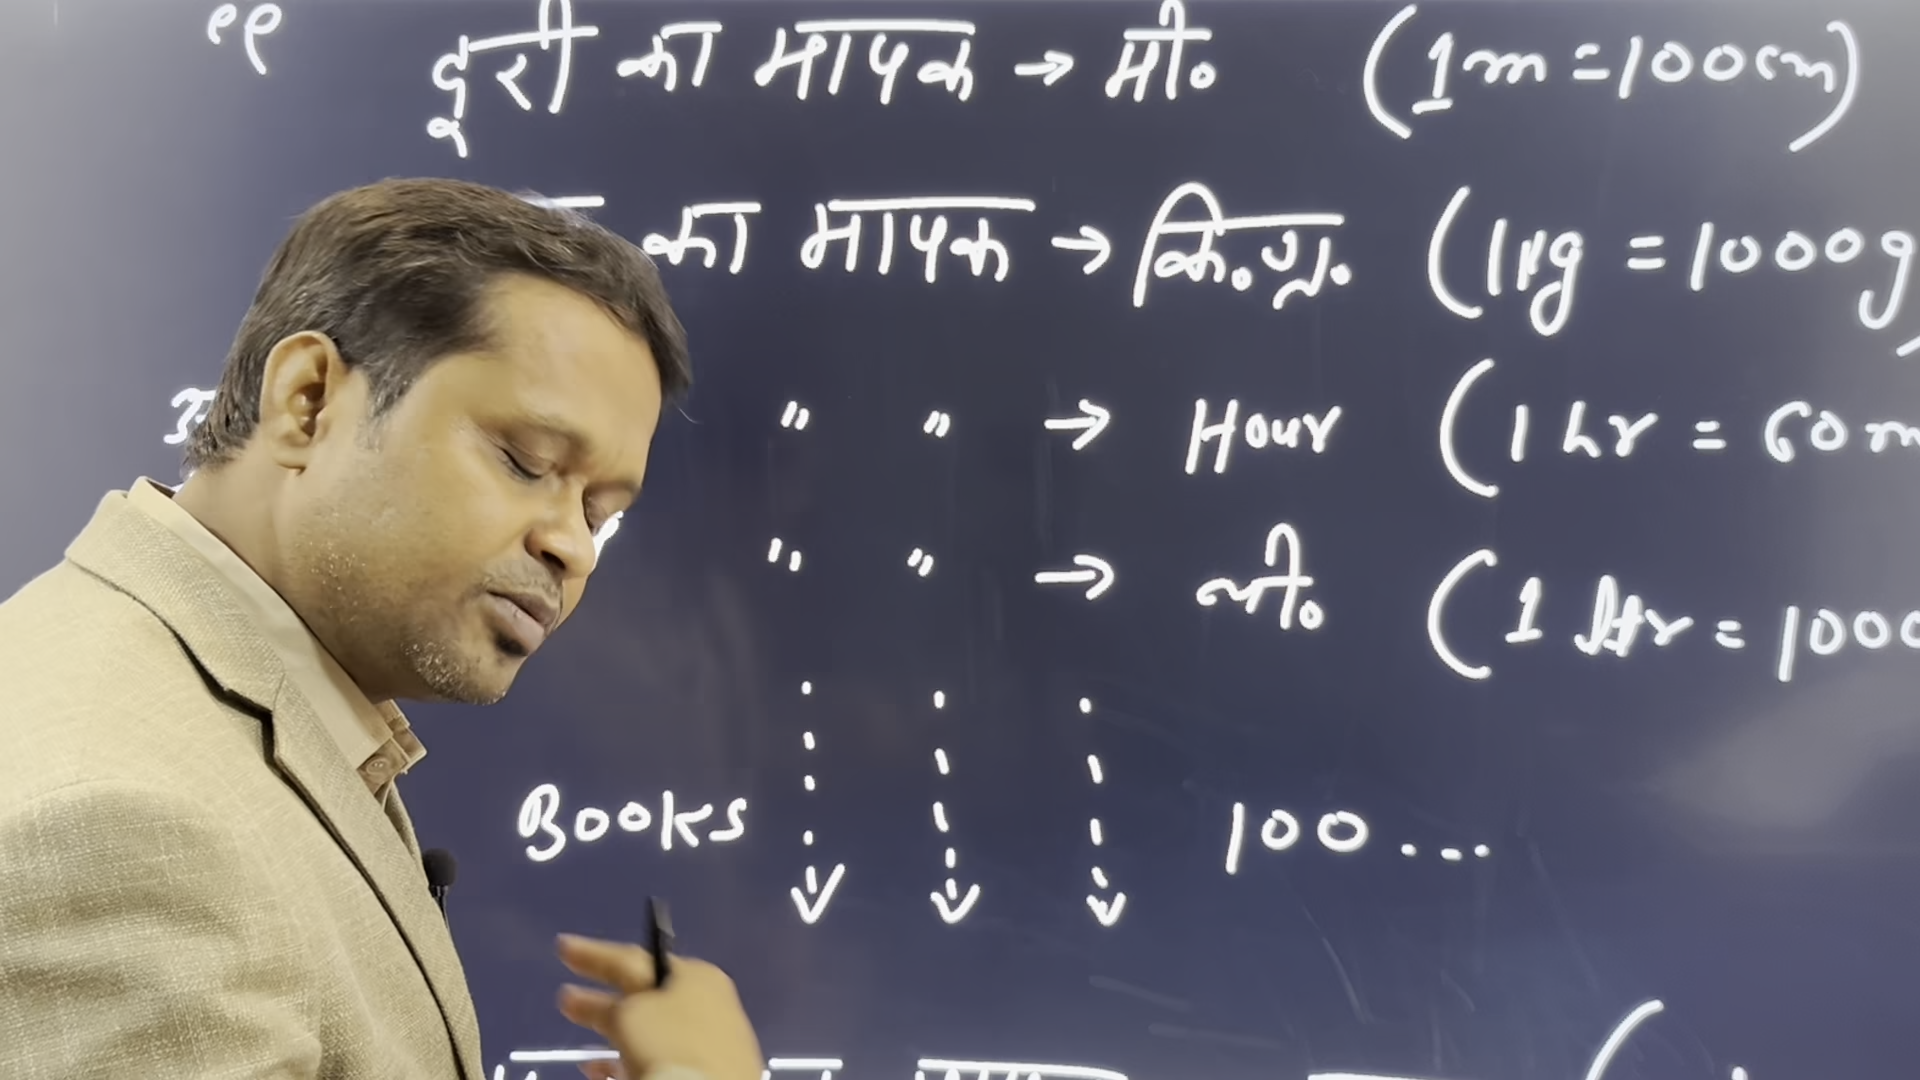 दूरी का मापक → मी० (1m = 100cm)
का मापक → कि०ग्रा० (1kg = 1000g
" " → Hour (1 hr = 60 m
" " → ली० (1 ltr = 1000
Books 100...